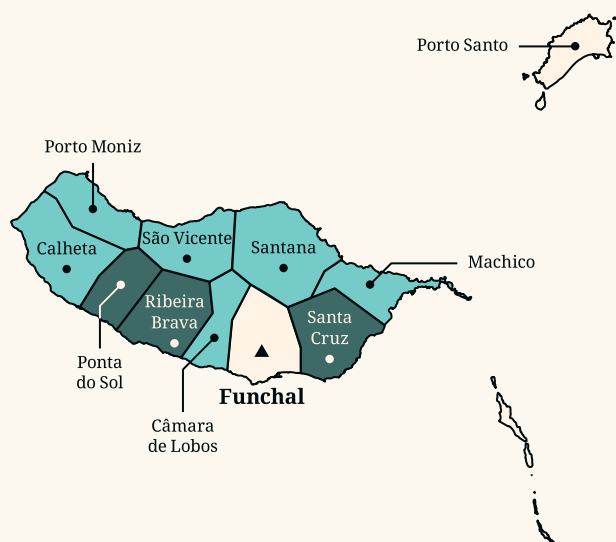 Porto Santo
Porto Moniz
São Vicente
Calheta
Santana
Machico
Ribeira
Brava
Santa
Cruz
Ponta
do Sol
Funchal
Câmara
de Lobos